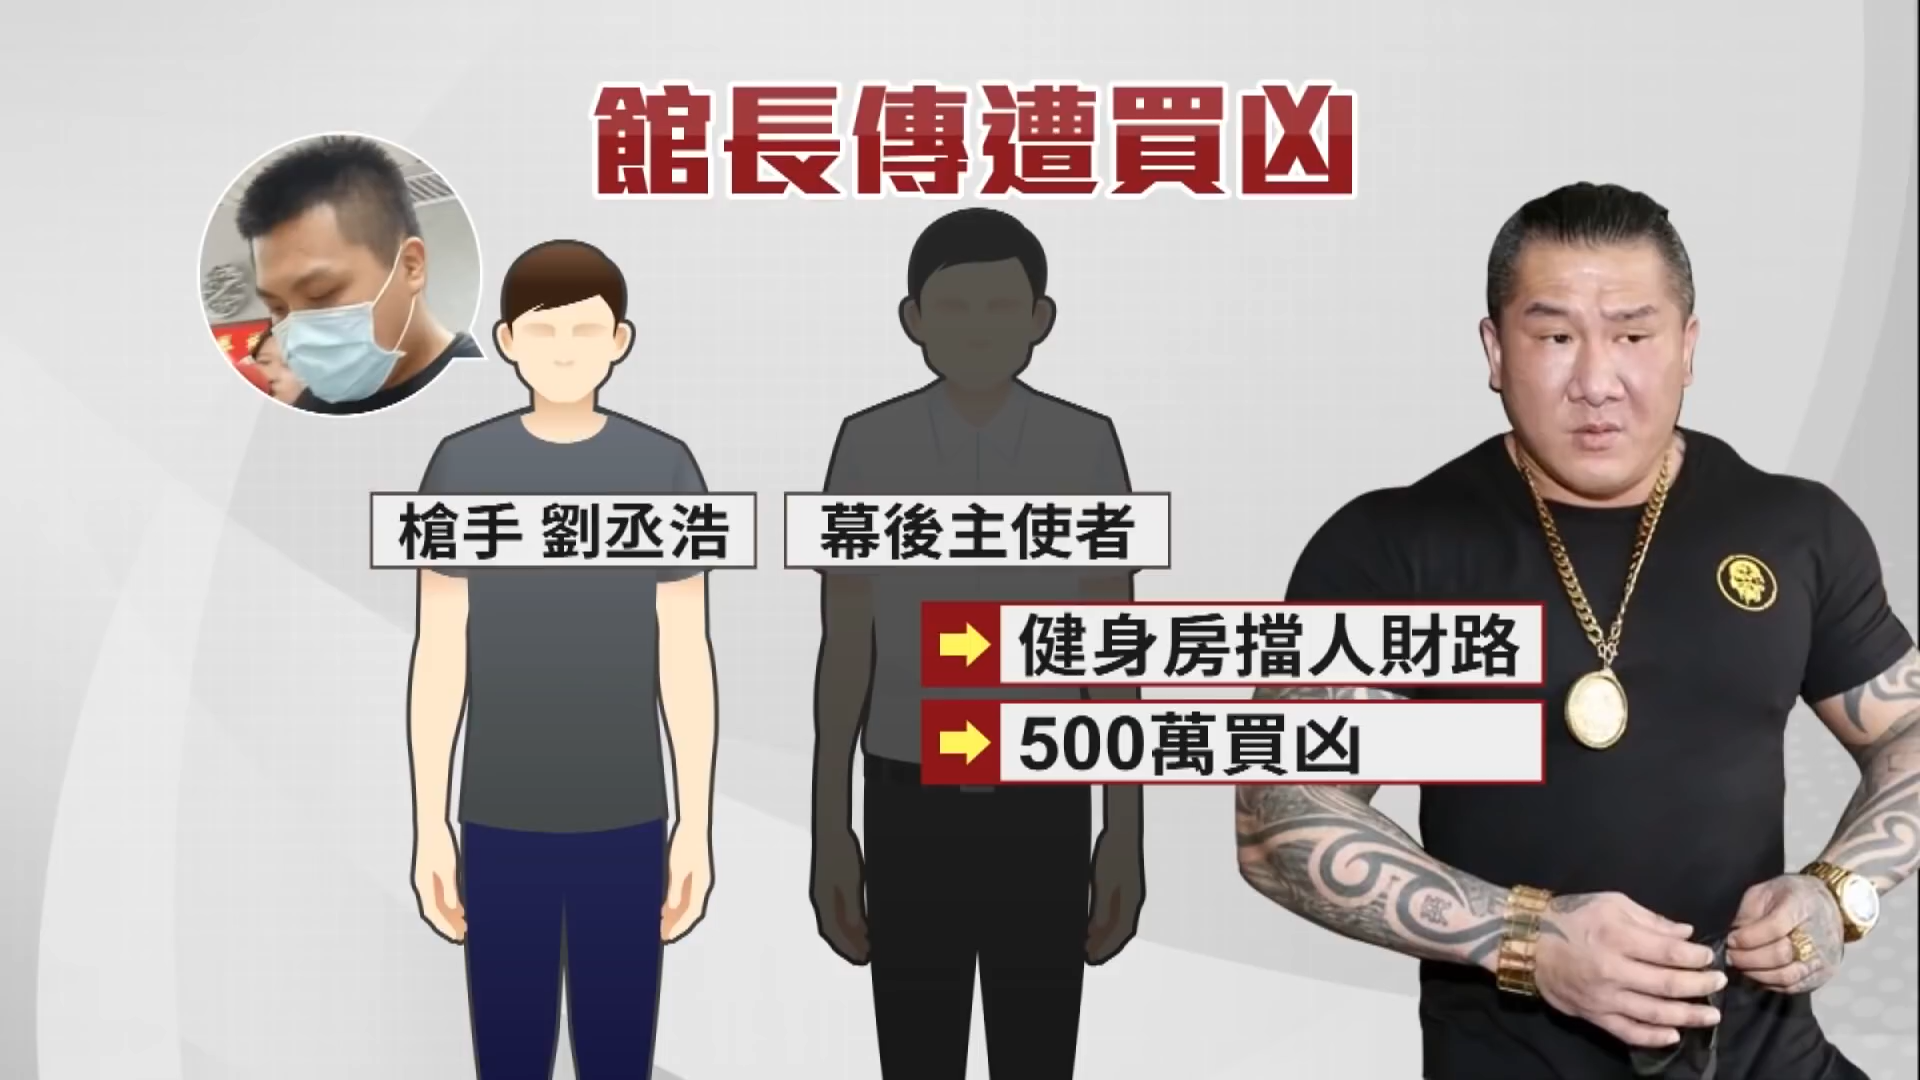 館長傳遭買凶
槍手 劉丞浩
幕後主使者
健身房擋人財路
500萬買凶